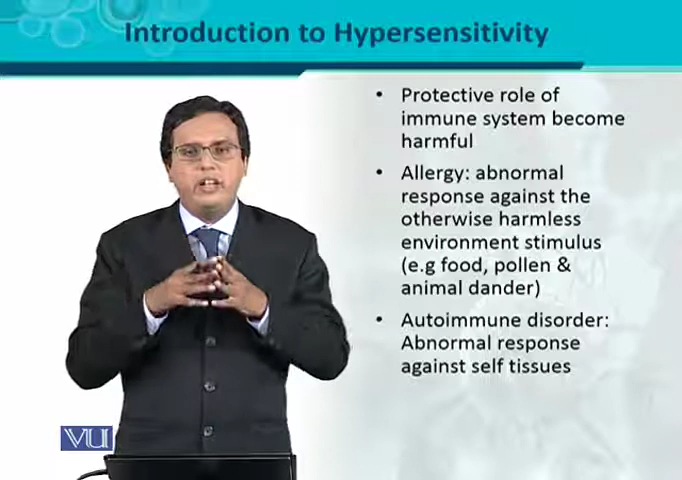 Introduction to Hypersensitivity
• Protective role of
immune system become
harmful
• Allergy: abnormal
response against the
otherwise harmless
environment stimulus
(e.g food, pollen &
animal dander)
• Autoimmune disorder:
Abnormal response
against self tissues
VU